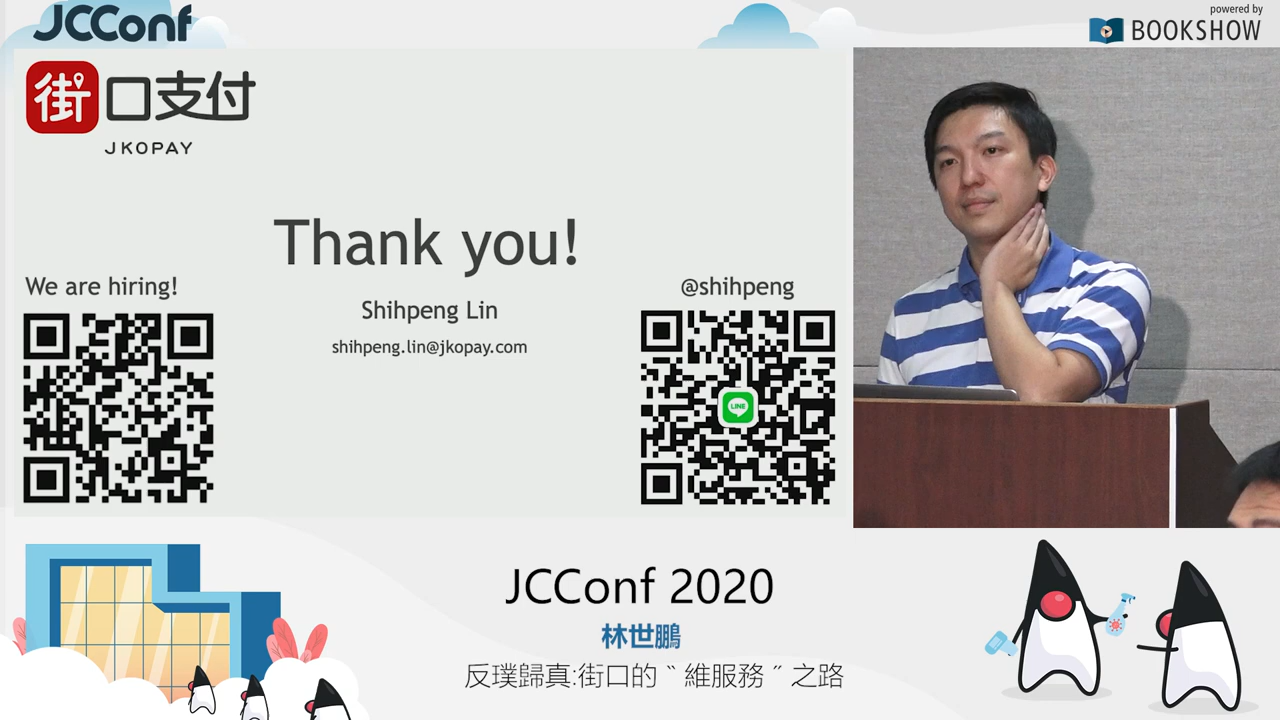 JCConf
powered by
BOOKSHOW
街口支付
JKOPAY
Thank you!
We are hiring!
@shihpeng
Shihpeng Lin
shihpeng.lin@jkopay.com
LINE
JCConf 2020
林世鵬
反璞歸真:街口的〝維服務〞之路